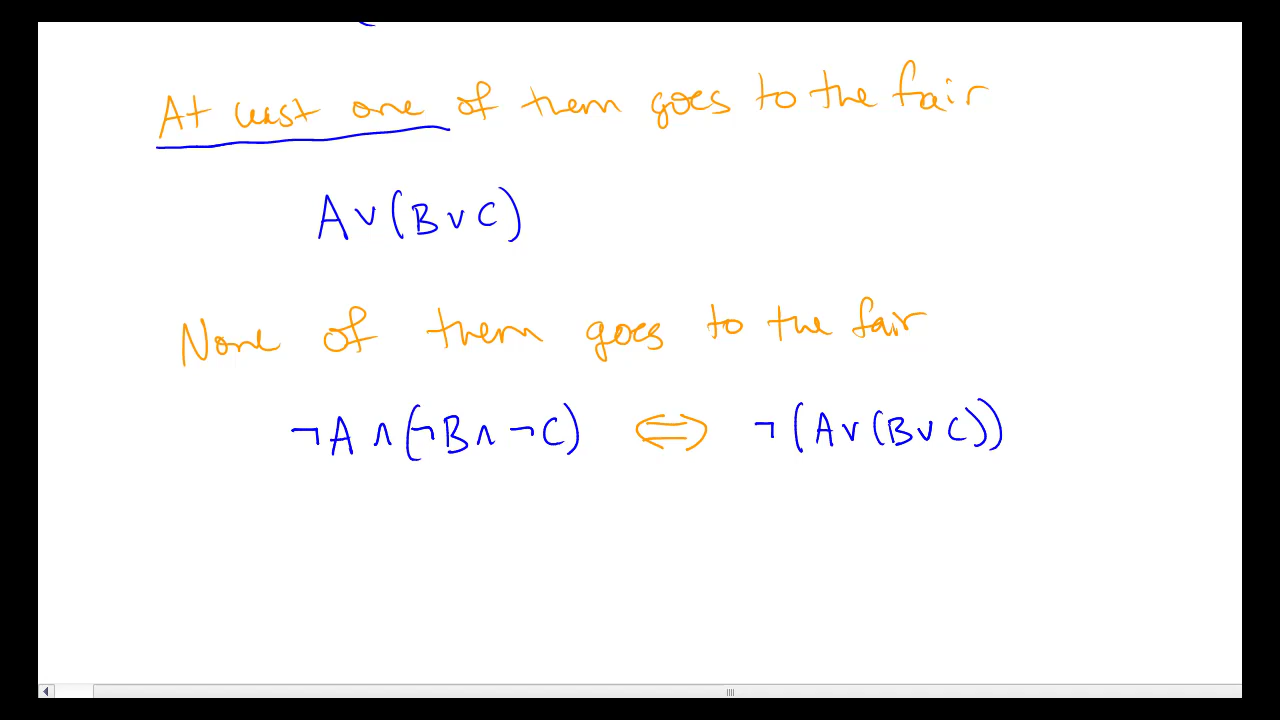 At least one of them goes to the fair
A ∨ (B ∨ C)
None of them goes to the fair
¬A ∧ (¬B ∧ ¬C) ⇔ ¬(A ∨ (B ∨ C))